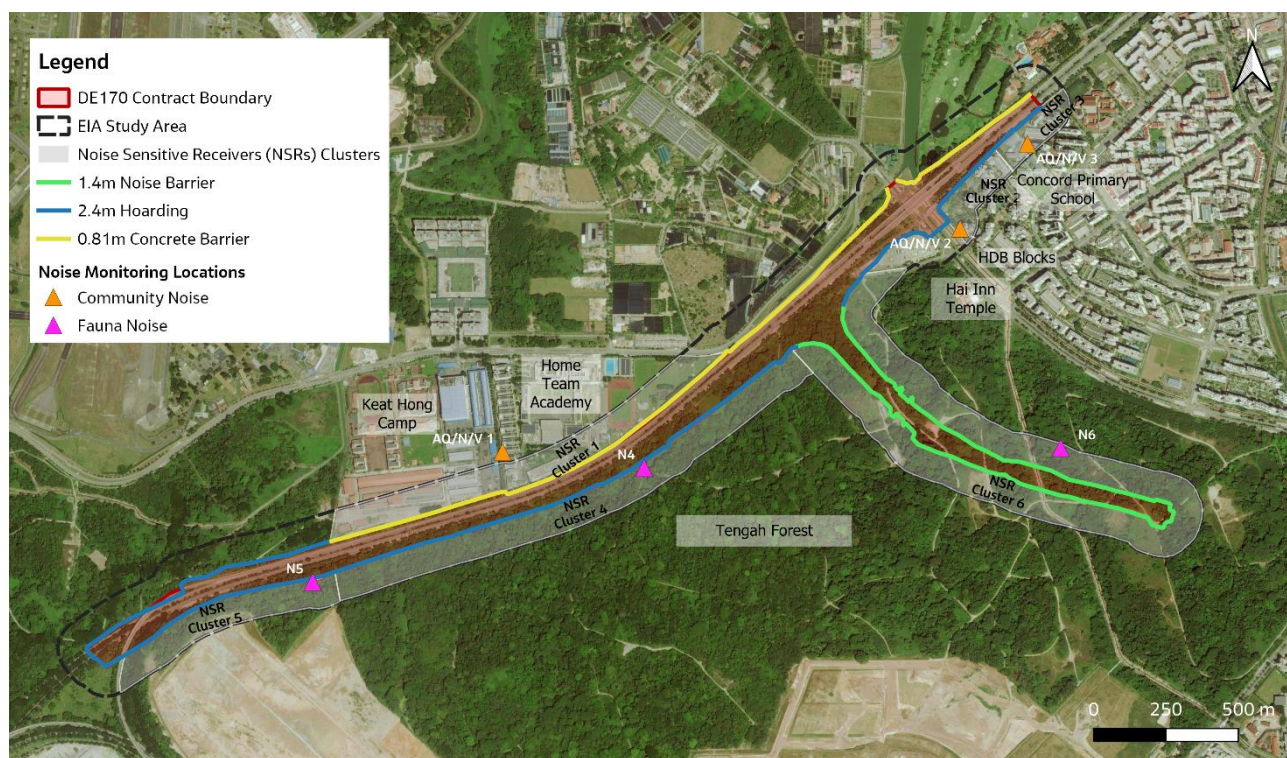 Legend
DE170 Contract Boundary
EIA Study Area
Noise Sensitive Receivers (NSRs) Clusters
1.4m Noise Barrier
2.4m Hoarding
0.81m Concrete Barrier
Noise Monitoring Locations
Community Noise
Fauna Noise
N
NSR
Cluster 3
AQ/N/V 3
Concord Primary
School
NSR
Cluster 2
AQ/N/V 2
HDB Blocks
Hai Inn
Temple
Home
Team
Academy
Keat Hong
Camp
AQ/N/V 1
NSR
Cluster 1
N4
N6
NSR
Cluster 4
NSR
Cluster 6
Tengah Forest
N5
NSR
Cluster 5
0 250 500 m